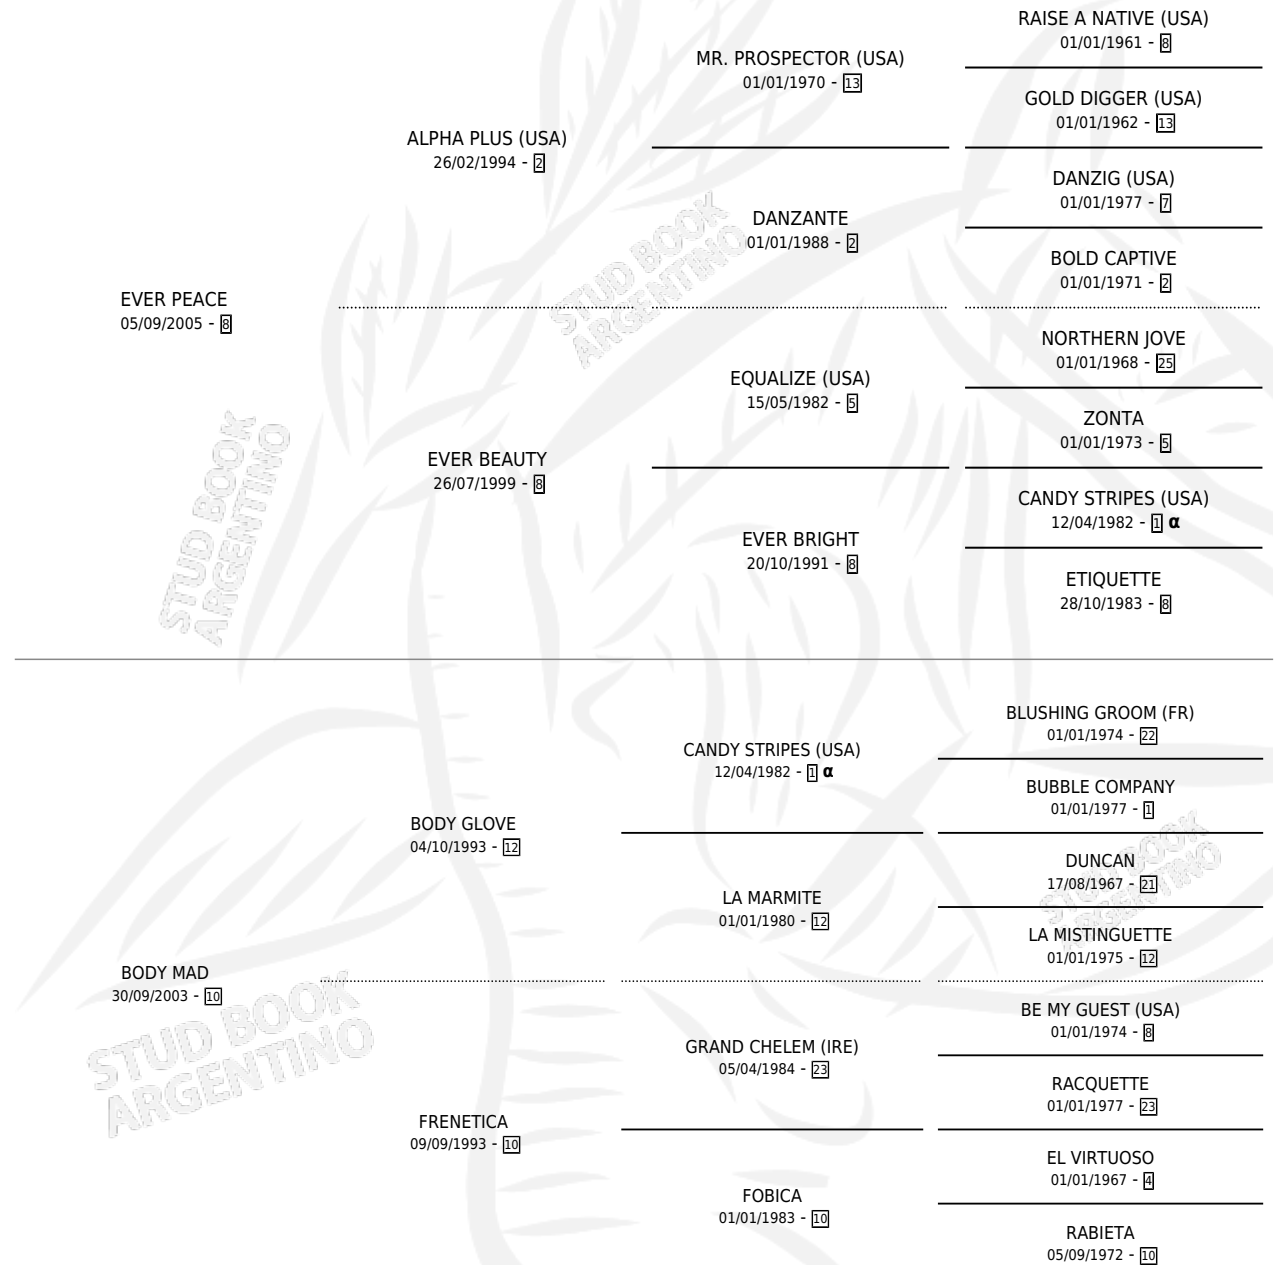 RAISE A NATIVE (USA)
01/01/1961 - 8
MR. PROSPECTOR (USA)
01/01/1970 - 13
GOLD DIGGER (USA)
01/01/1962 - 13
ALPHA PLUS (USA)
26/02/1994 - 2
DANZIG (USA)
01/01/1977 - 7
DANZANTE
01/01/1988 - 2
BOLD CAPTIVE
01/01/1971 - 2
EVER PEACE
05/09/2005 - 8
NORTHERN JOVE
01/01/1968 - 25
EQUALIZE (USA)
15/05/1982 - 5
ZONTA
01/01/1973 - 5
EVER BEAUTY
26/07/1999 - 8
CANDY STRIPES (USA)
12/04/1982 - 1 α
EVER BRIGHT
20/10/1991 - 8
ETIQUETTE
28/10/1983 - 8
BLUSHING GROOM (FR)
01/01/1974 - 22
CANDY STRIPES (USA)
12/04/1982 - 1 α
BUBBLE COMPANY
01/01/1977 - 1
BODY GLOVE
04/10/1993 - 12
DUNCAN
17/08/1967 - 21
LA MARMITE
01/01/1980 - 12
LA MISTINGUETTE
01/01/1975 - 12
BODY MAD
30/09/2003 - 10
BE MY GUEST (USA)
01/01/1974 - 8
GRAND CHELEM (IRE)
05/04/1984 - 23
RACQUETTE
01/01/1977 - 23
FRENETICA
09/09/1993 - 10
EL VIRTUOSO
01/01/1967 - 4
FOBICA
01/01/1983 - 10
RABIETA
05/09/1972 - 10
STUD BOOK
ARGENTINO
STUD BOOK
ARGENTINO
STUD BOOK
ARGENTINO
STUD BOOK
ARGENTINO